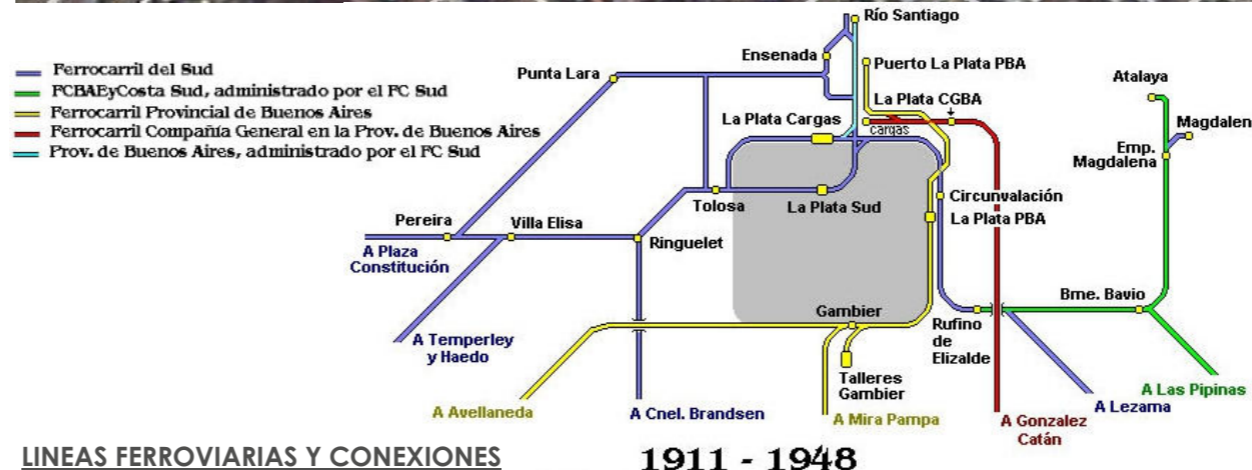 Ferrocarril del Sud
FCBAEyCosta Sud, administrado por el FC Sud
Ferrocarril Provincial de Buenos Aires
Ferrocarril Compañía General en la Prov. de Buenos Aires
Prov. de Buenos Aires, administrado por el FC Sud
Río Santiago
Ensenada
Punta Lara
Puerto La Plata PBA
Atalaya
La Plata CGBA
La Plata Cargas
cargas
Magdalen
Emp.
Magdalena
Tolosa
La Plata Sud
Circunvalación
La Plata PBA
Pereira
Villa Elisa
Ringuelet
A Plaza
Constitución
Gambier
Bme. Bavio
Rufino
de
Elizalde
A Temperley
y Haedo
Talleres
Gambier
A Avellaneda
A Cnel. Brandsen
A Mira Pampa
A Gonzalez
Catán
A Lezama
A Las Pipinas
LINEAS FERROVIARIAS Y CONEXIONES
1911 - 1948